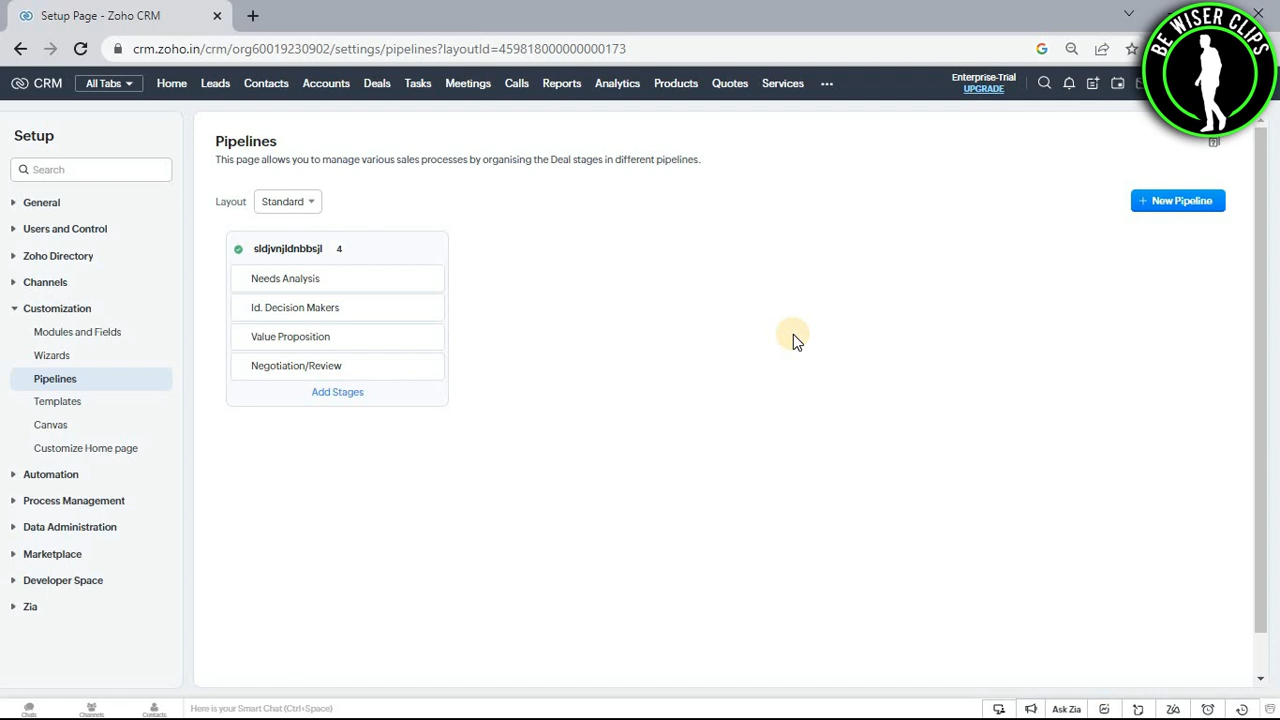 Setup Page - Zoho CRM
crm.zoho.in/crm/org60019230902/settings/pipelines?layoutId=459818000000000173
CRM
All Tabs
Home
Leads
Contacts
Accounts
Deals
Tasks
Meetings
Calls
Reports
Analytics
Products
Quotes
Services
Enterprise-Trial
UPGRADE
BE WISER CLIPS
Setup
Search
General
Users and Control
Zoho Directory
Channels
Customization
Modules and Fields
Wizards
Pipelines
Templates
Canvas
Customize Home page
Automation
Process Management
Data Administration
Marketplace
Developer Space
Zia
Pipelines
This page allows you to manage various sales processes by organising the Deal stages in different pipelines.
Layout
Standard
+ New Pipeline
sldjvnjldnbbsjl 4
Needs Analysis
Id. Decision Makers
Value Proposition
Negotiation/Review
Add Stages
Chats
Channels
Contacts
Here is your Smart Chat (Ctrl+Space)
Ask Zia